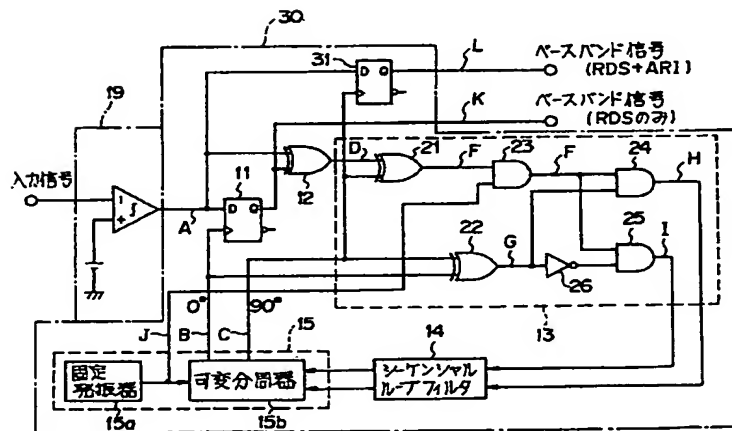 30
L
ベースバンド信号
(RDS+ARI)
31
D Q
K
ベースバンド信号
(RDSのみ)
19
入力信号
A
11
D Q
12
D
21
F
23
F
24
H
22
G
25
I
26
13
0°
90°
J
B
C
15
14
固定
発振器
可変分周器
シーケンシャル
ループフィルタ
15a
15b